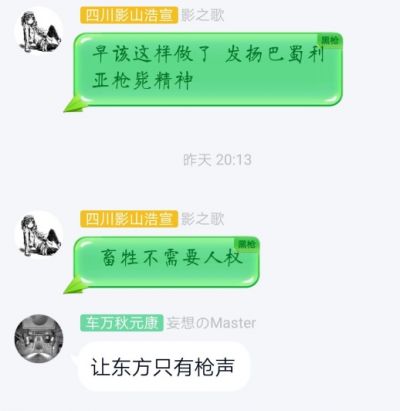 四川影山浩宣 影之歌
黑枪
早该这样做了 发扬巴蜀利
亚枪毙精神
昨天 20:13
四川影山浩宣 影之歌
黑枪
畜牲不需要人权
车万秋元康 妄想のMaster
让东方只有枪声